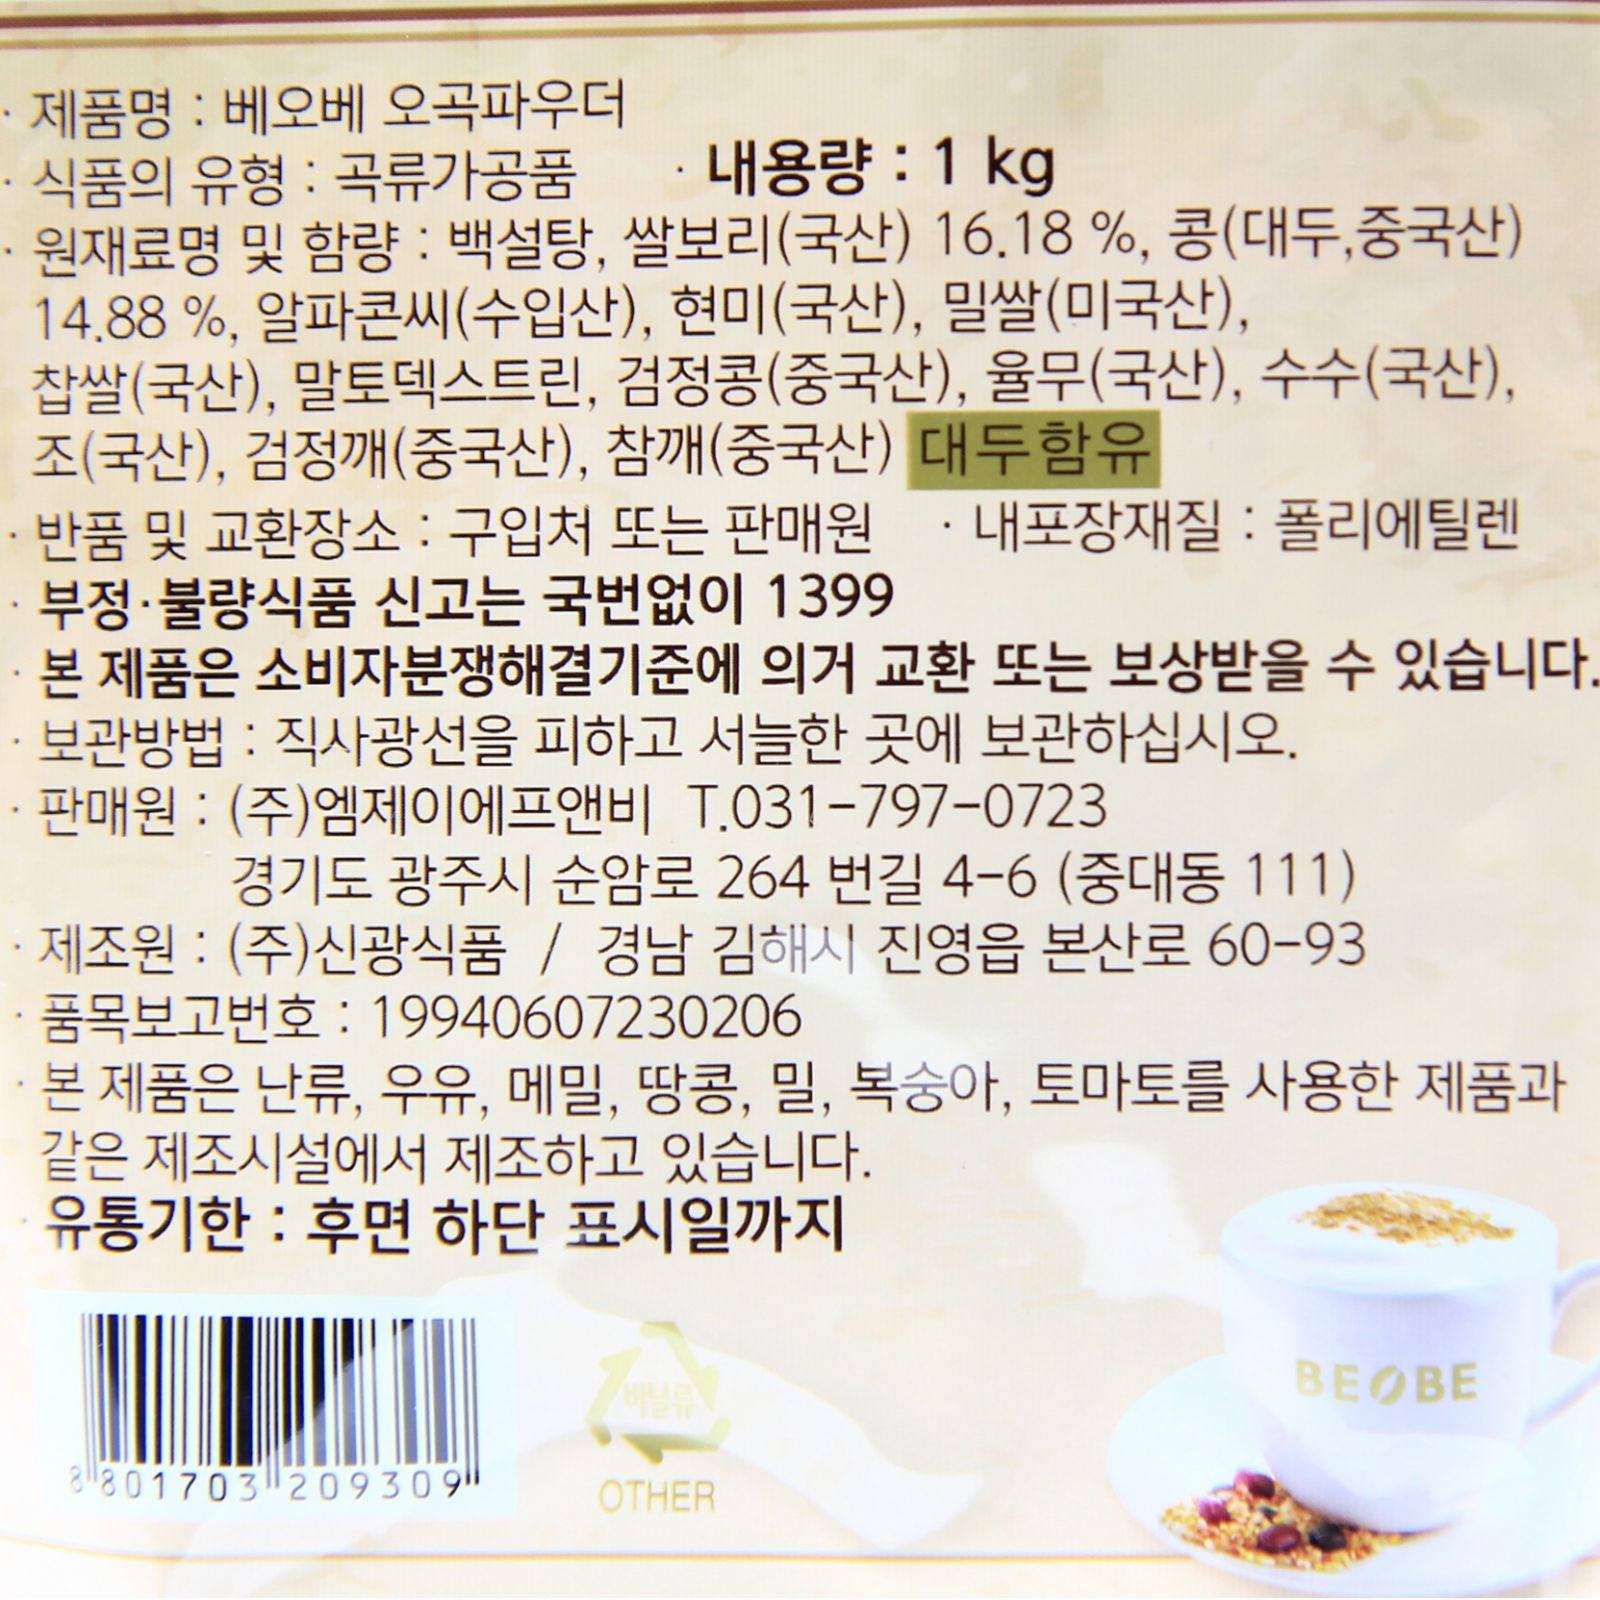 · 제품명 : 베오베 오곡파우더
· 식품의 유형 : 곡류가공품 · 내용량 : 1 kg
· 원재료명 및 함량 : 백설탕, 쌀보리(국산) 16.18 %, 콩(대두,중국산)
14.88 %, 알파콘씨(수입산), 현미(국산), 밀쌀(미국산),
찹쌀(국산), 말토덱스트린, 검정콩(중국산), 율무(국산), 수수(국산),
조(국산), 검정깨(중국산), 참깨(중국산) 대두함유
· 반품 및 교환장소 : 구입처 또는 판매원 · 내포장재질 : 폴리에틸렌
· 부정·불량식품 신고는 국번없이 1399
· 본 제품은 소비자분쟁해결기준에 의거 교환 또는 보상받을 수 있습니다.
· 보관방법 : 직사광선을 피하고 서늘한 곳에 보관하십시오.
· 판매원 : (주)엠제이에프앤비 T.031-797-0723
경기도 광주시 순암로 264 번길 4-6 (중대동 111)
· 제조원 : (주)신광식품 / 경남 김해시 진영읍 본산로 60-93
· 품목보고번호 : 19940607230206
· 본 제품은 난류, 우유, 메밀, 땅콩, 밀, 복숭아, 토마토를 사용한 제품과
같은 제조시설에서 제조하고 있습니다.
· 유통기한 : 후면 하단 표시일까지
비닐류
BEOBE
8 801703 209309
OTHER